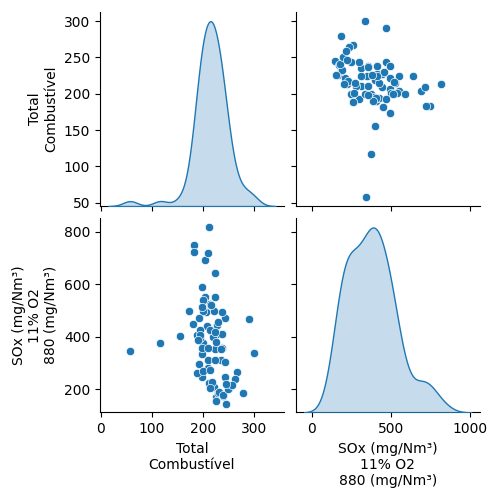 300
250
200
150
100
50
Total
Combustível
800
600
400
200
SOx (mg/Nm³)
11% O2
880 (mg/Nm³)
0 100 200 300
Total
Combustível
0 500 1000
SOx (mg/Nm³)
11% O2
880 (mg/Nm³)